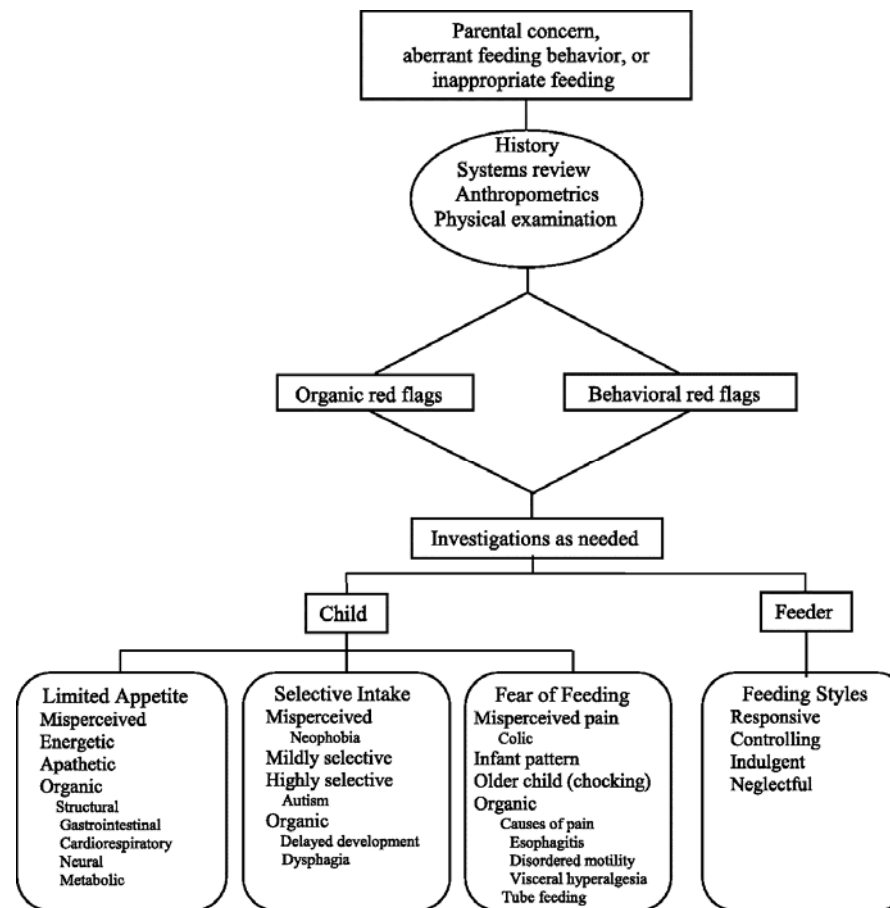 Parental concern,
aberrant feeding behavior, or
inappropriate feeding
History
Systems review
Anthropometrics
Physical examination
Organic red flags
Behavioral red flags
Investigations as needed
Child
Feeder
Limited Appetite
Misperceived
Energetic
Apathetic
Organic
Structural
Gastrointestinal
Cardiorespiratory
Neural
Metabolic
Selective Intake
Misperceived
Neophobia
Mildly selective
Highly selective
Autism
Organic
Delayed development
Dysphagia
Fear of Feeding
Misperceived pain
Colic
Infant pattern
Older child (chocking)
Organic
Causes of pain
Esophagitis
Disordered motility
Visceral hyperalgesia
Tube feeding
Feeding Styles
Responsive
Controlling
Indulgent
Neglectful